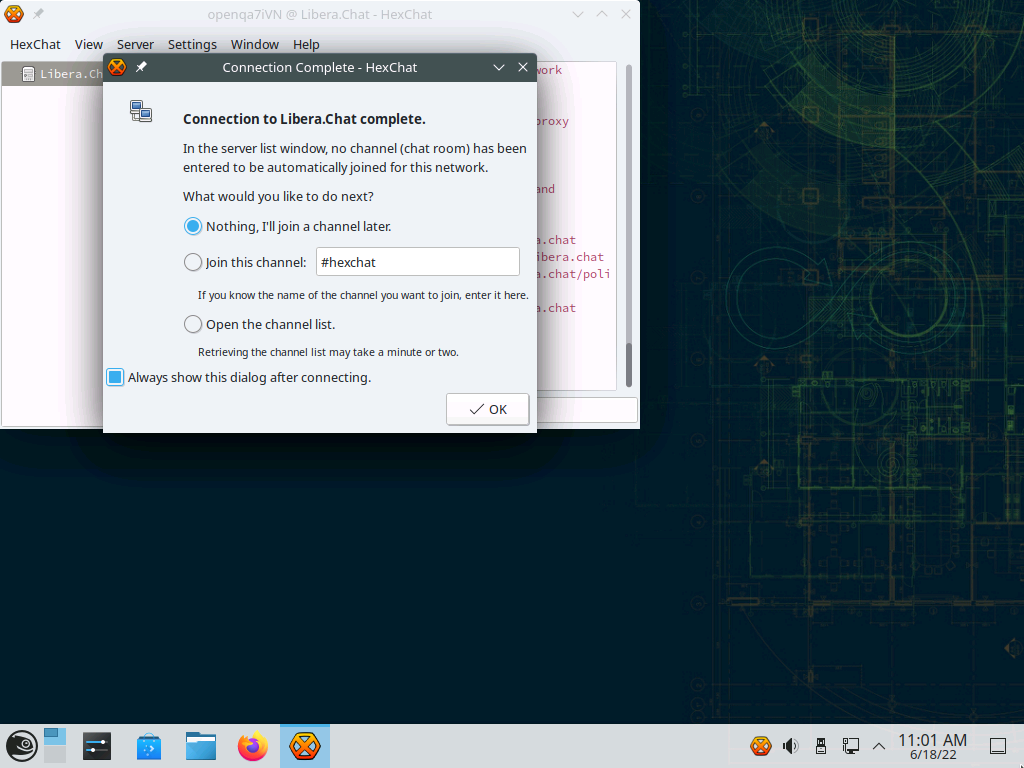 openqa7iVN @ Libera.Chat - HexChat
HexChat View Server Settings Window Help
Libera.Ch
Connection Complete - HexChat
work
proxy
and
a.chat
ibera.chat
a.chat/poli
a.chat
Connection to Libera.Chat complete.
In the server list window, no channel (chat room) has been
entered to be automatically joined for this network.
What would you like to do next?
Nothing, I'll join a channel later.
Join this channel: #hexchat
If you know the name of the channel you want to join, enter it here.
Open the channel list.
Retrieving the channel list may take a minute or two.
Always show this dialog after connecting.
OK
11:01 AM
6/18/22